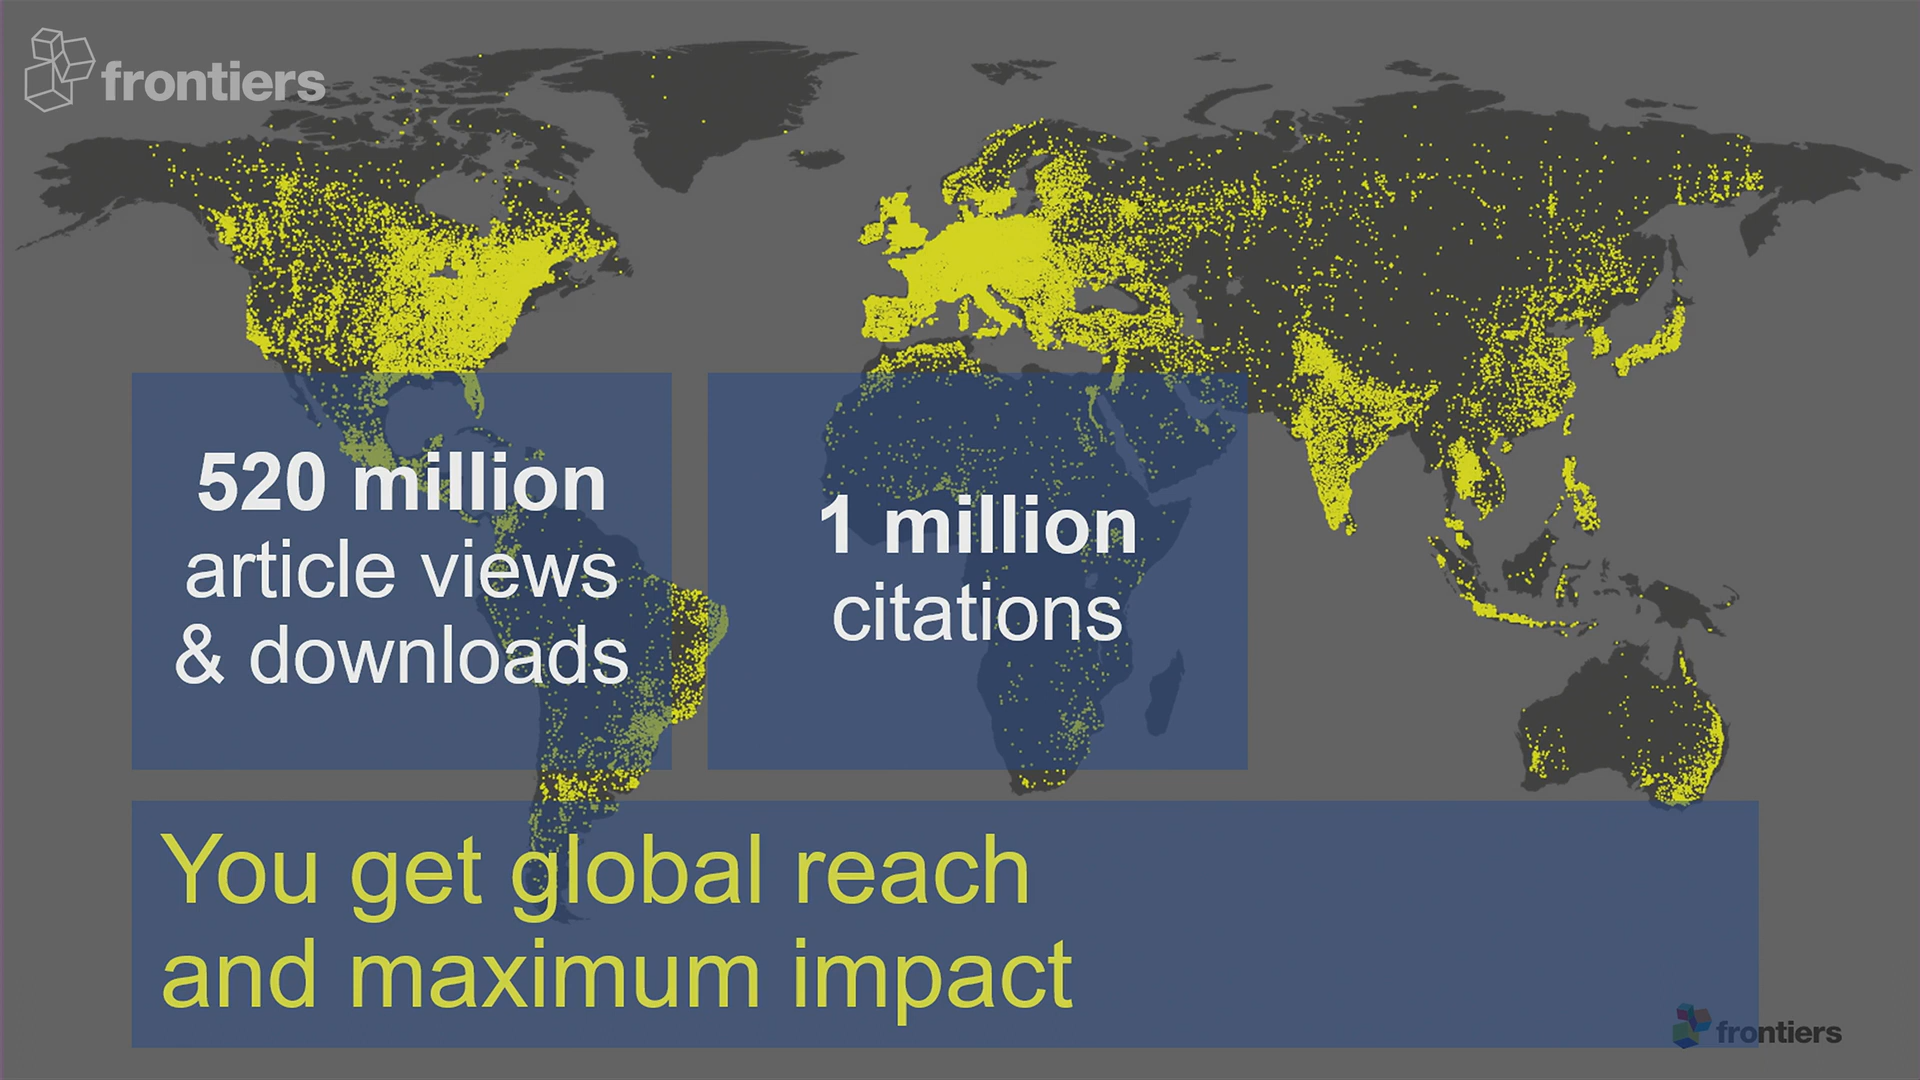 frontiers
520 million
article views
& downloads
1 million
citations
You get global reach
and maximum impact
frontiers